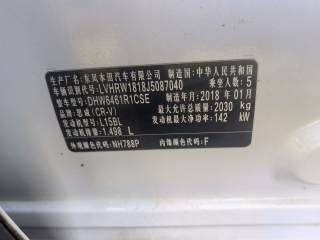 生产厂名：东风本田汽车有限公司 制造国：中华人民共和国
车辆识别代号：LVHRW1818J5087040 乘坐人数：5
整车型号：DHW6461R1CSE 制造年月：2018 年 01 月
品牌：思威（CR-V） 最大允许总质量：2030 kg
发动机型号：L15BL 发动机最大净功率：142 kW
发动机排量：1.498 L
外观颜色代码：NH788P 内饰颜色代码：F